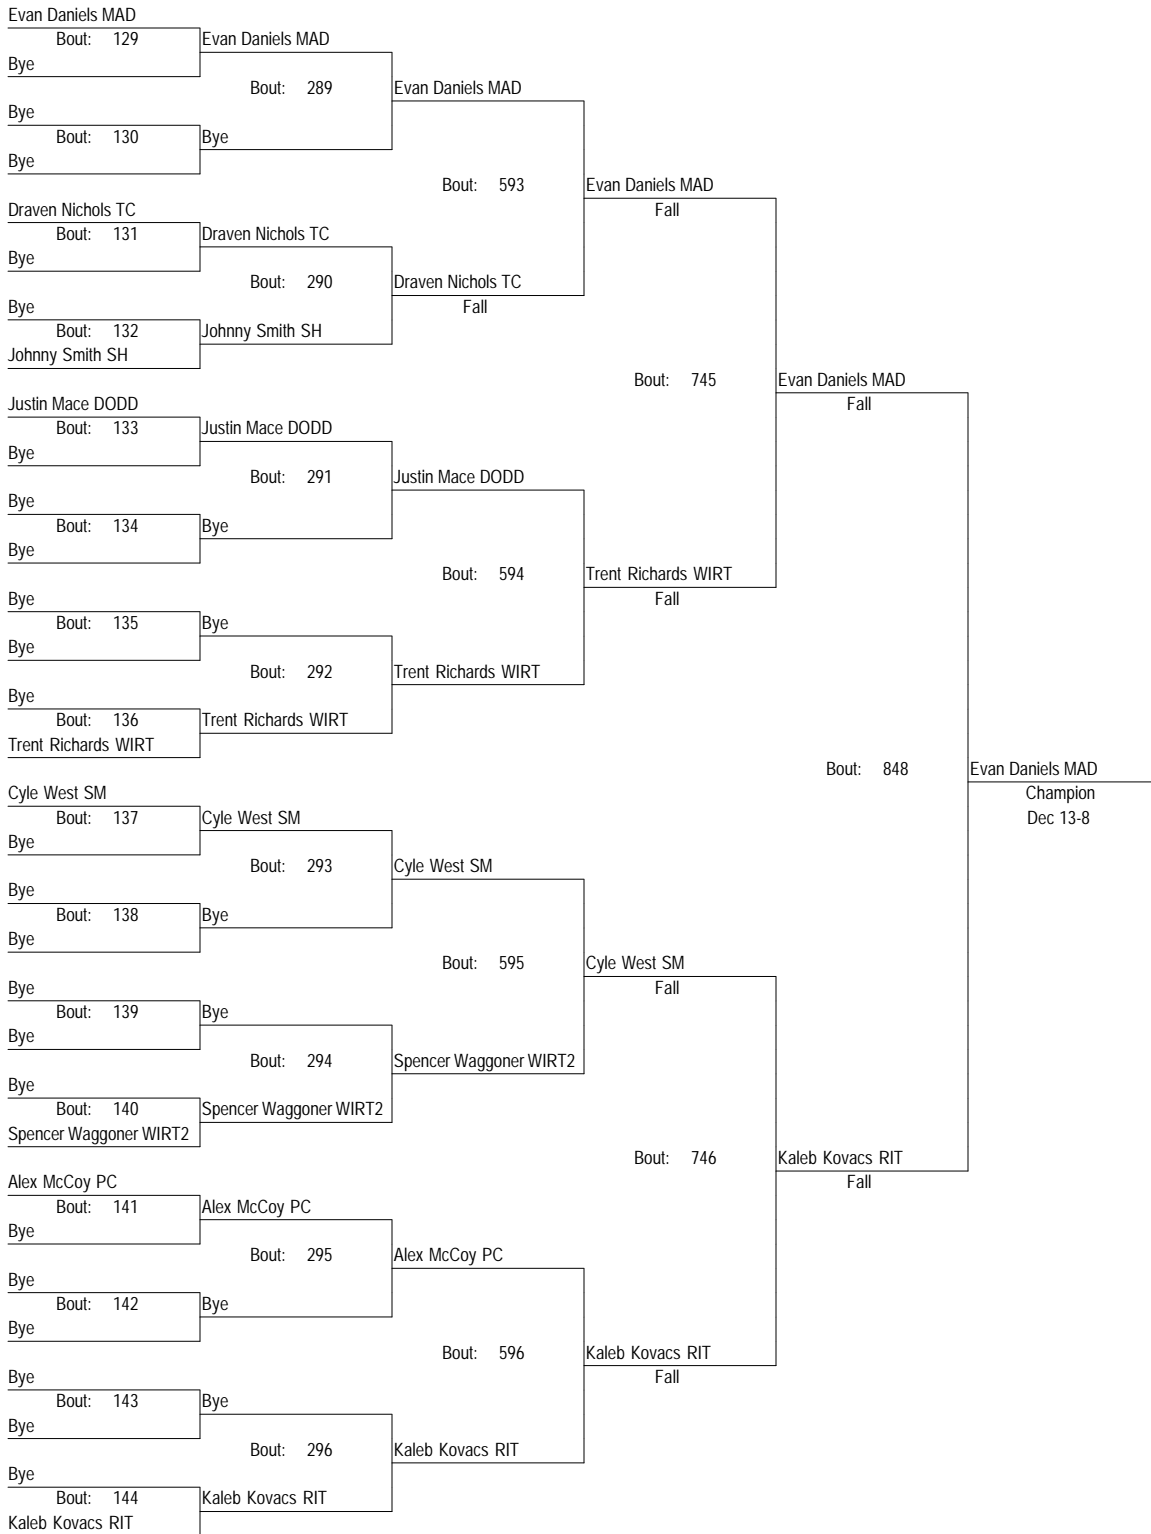 Evan Daniels MAD
Bout: 129 Evan Daniels MAD
Bye
Bout: 289 Evan Daniels MAD
Bye
Bout: 130 Bye
Bye
Bout: 593 Evan Daniels MAD
Fall
Draven Nichols TC
Bout: 131 Draven Nichols TC
Bye
Bout: 290 Draven Nichols TC
Fall
Bye
Bout: 132 Johnny Smith SH
Johnny Smith SH
Bout: 745 Evan Daniels MAD
Fall
Justin Mace DODD
Bout: 133 Justin Mace DODD
Bye
Bout: 291 Justin Mace DODD
Bye
Bout: 134 Bye
Bye
Bout: 594 Trent Richards WIRT
Fall
Bye
Bout: 135 Bye
Bye
Bout: 292 Trent Richards WIRT
Bye
Bout: 136 Trent Richards WIRT
Trent Richards WIRT
Bout: 848 Evan Daniels MAD
Champion
Dec 13-8
Cyle West SM
Bout: 137 Cyle West SM
Bye
Bout: 293 Cyle West SM
Bye
Bout: 138 Bye
Bye
Bout: 595 Cyle West SM
Fall
Bye
Bout: 139 Bye
Bye
Bout: 294 Spencer Waggoner WIRT2
Bye
Bout: 140 Spencer Waggoner WIRT2
Spencer Waggoner WIRT2
Bout: 746 Kaleb Kovacs RIT
Fall
Alex McCoy PC
Bout: 141 Alex McCoy PC
Bye
Bout: 295 Alex McCoy PC
Bye
Bout: 142 Bye
Bye
Bout: 596 Kaleb Kovacs RIT
Fall
Bye
Bout: 143 Bye
Bye
Bout: 296 Kaleb Kovacs RIT
Bye
Bout: 144 Kaleb Kovacs RIT
Kaleb Kovacs RIT